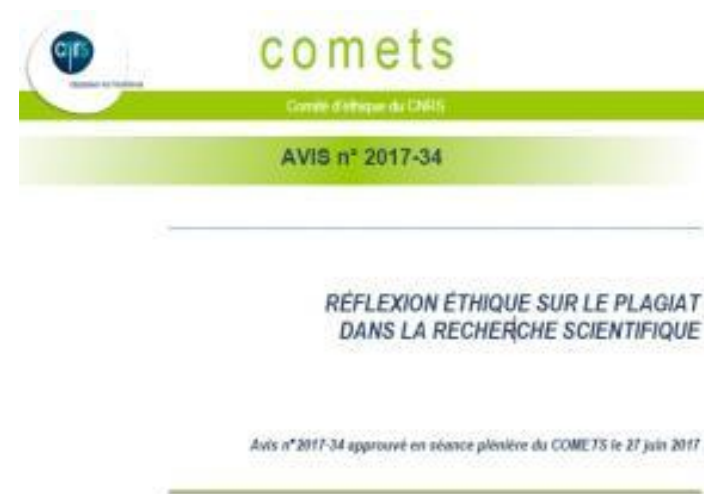 cnrs
comets
Comité d'éthique du CNRS
AVIS n° 2017-34
RÉFLEXION ÉTHIQUE SUR LE PLAGIAT
DANS LA RECHERCHE SCIENTIFIQUE
Avis n°2017-34 approuvé en séance plénière du COMETS le 27 juin 2017